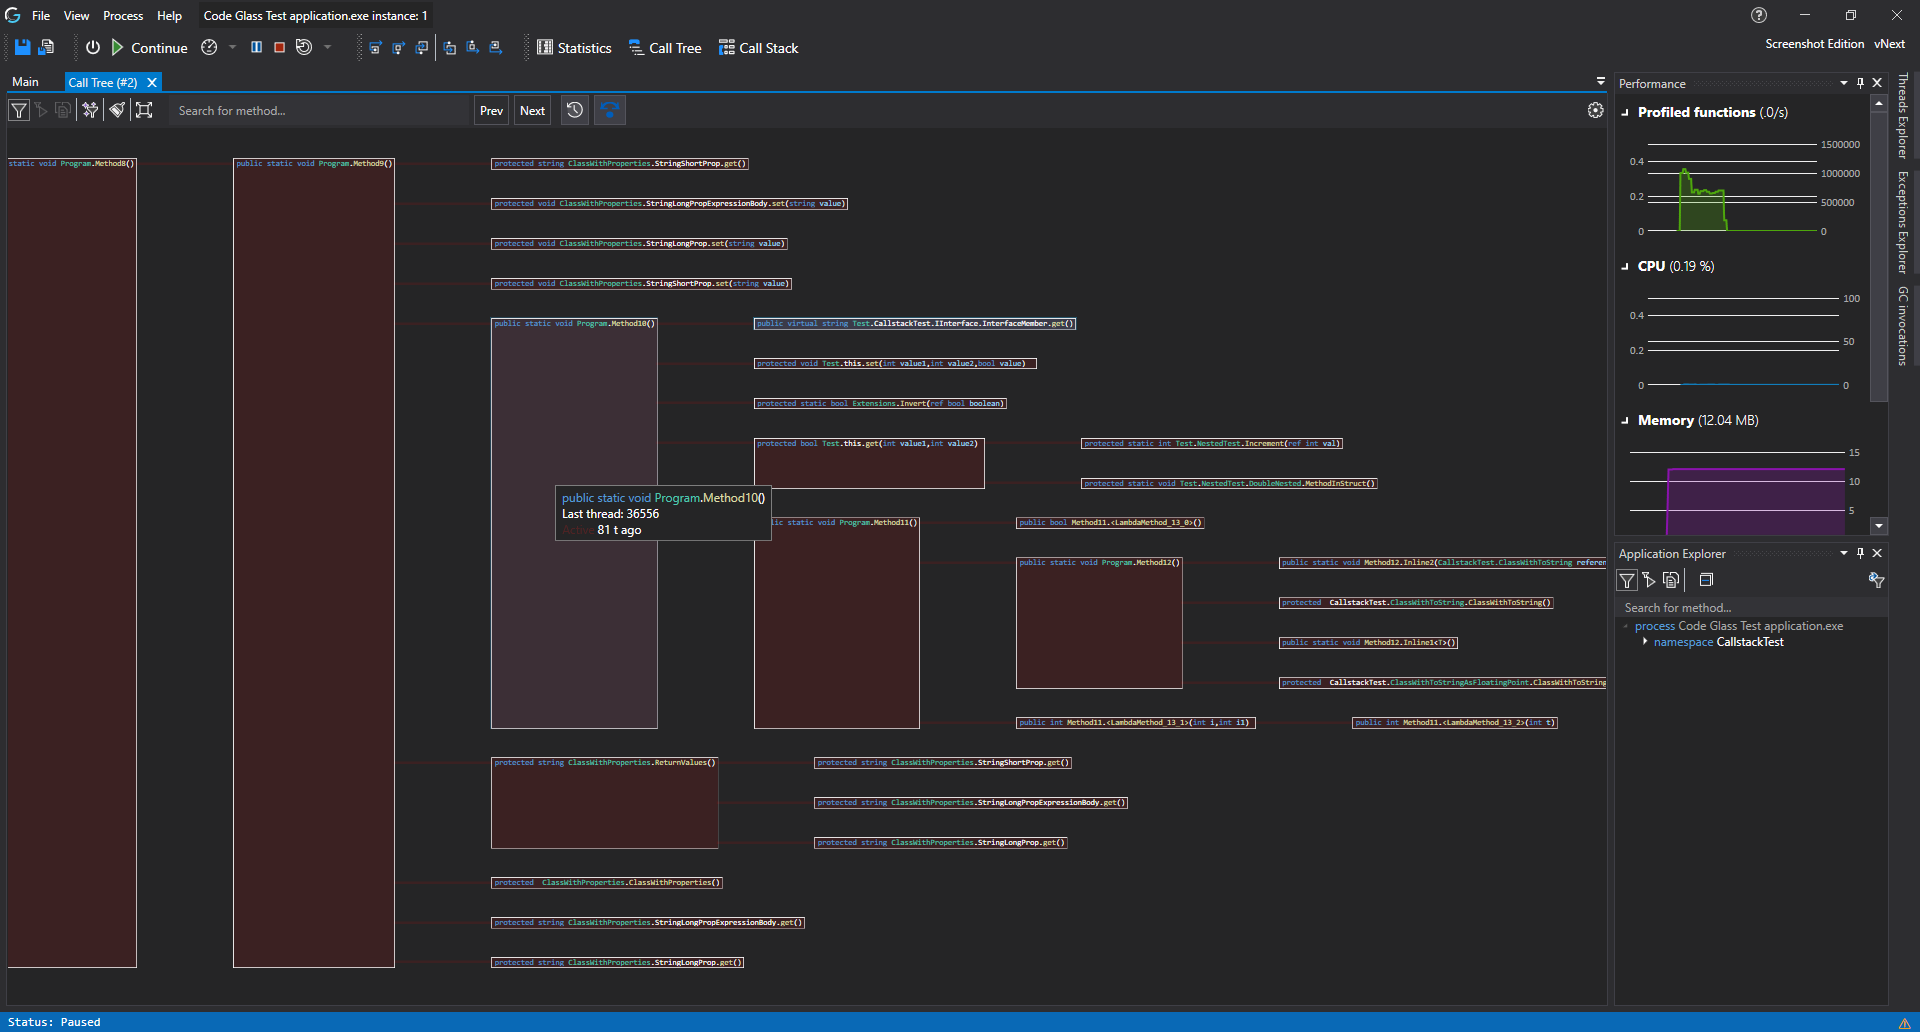 File View Process Help Code Glass Test application.exe instance: 1
Continue Statistics Call Tree Call Stack
Screenshot Edition vNext
Main Call Tree (#2)
Search for method... Prev Next
static void Program.Method8()
public static void Program.Method9()
protected string ClassWithProperties.StringShortProp.get()
protected void ClassWithProperties.StringLongPropExpressionBody.set(string value)
protected void ClassWithProperties.StringLongProp.set(string value)
protected void ClassWithProperties.StringShortProp.set(string value)
public static void Program.Method10()
public virtual string Test.CallstackTest.IInterface.InterfaceMember.get()
protected void Test.this.set(int value1,int value2,bool value)
protected static bool Extensions.Invert(ref bool boolean)
protected bool Test.this.get(int value1,int value2)
protected static int Test.NestedTest.Increment(ref int val)
protected static void Test.NestedTest.DoubleNested.MethodInStruct()
public static void Program.Method10()
Last thread: 36556
Active 81 t ago
static void Program.Method11()
public bool Method11.<LambdaMethod_13_0>()
public static void Program.Method12()
public static void Method12.Inline2(CallstackTest.ClassWithToString referen
protected CallstackTest.ClassWithToString.ClassWithToString()
public static void Method12.Inline1<T>()
protected CallstackTest.ClassWithToStringAsFloatingPoint.ClassWithToString
public int Method11.<LambdaMethod_13_1>(int i,int i1)
public int Method11.<LambdaMethod_13_2>(int t)
protected string ClassWithProperties.ReturnValues()
protected string ClassWithProperties.StringShortProp.get()
protected string ClassWithProperties.StringLongPropExpressionBody.get()
protected string ClassWithProperties.StringLongProp.get()
protected ClassWithProperties.ClassWithProperties()
protected string ClassWithProperties.StringLongPropExpressionBody.get()
protected string ClassWithProperties.StringLongProp.get()
Performance
Profiled functions (.0/s)
1500000
0.4
1000000
0.2
500000
0 0
CPU (0.19 %)
100
0.4
50
0.2
0 0
Memory (12.04 MB)
15
10
5
Application Explorer
Search for method...
process Code Glass Test application.exe
namespace CallstackTest
Threads Explorer
Exceptions Explorer
GC invocations
Status: Paused